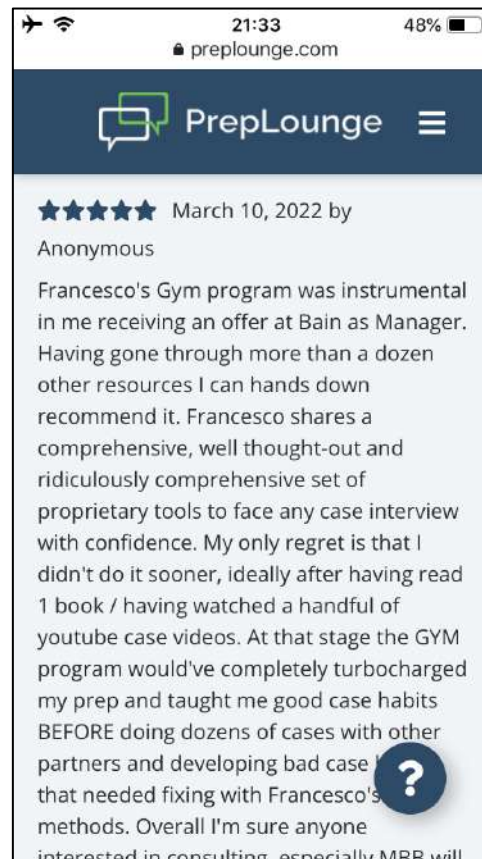 21:33
48%
preplounge.com
PrepLounge
March 10, 2022 by
Anonymous
Francesco's Gym program was instrumental
in me receiving an offer at Bain as Manager.
Having gone through more than a dozen
other resources I can hands down
recommend it. Francesco shares a
comprehensive, well thought-out and
ridiculously comprehensive set of
proprietary tools to face any case interview
with confidence. My only regret is that I
didn't do it sooner, ideally after having read
1 book / having watched a handful of
youtube case videos. At that stage the GYM
program would've completely turbocharged
my prep and taught me good case habits
BEFORE doing dozens of cases with other
partners and developing bad case
?
that needed fixing with Francesco's
methods. Overall I'm sure anyone
interested in consulting, especially MBB will